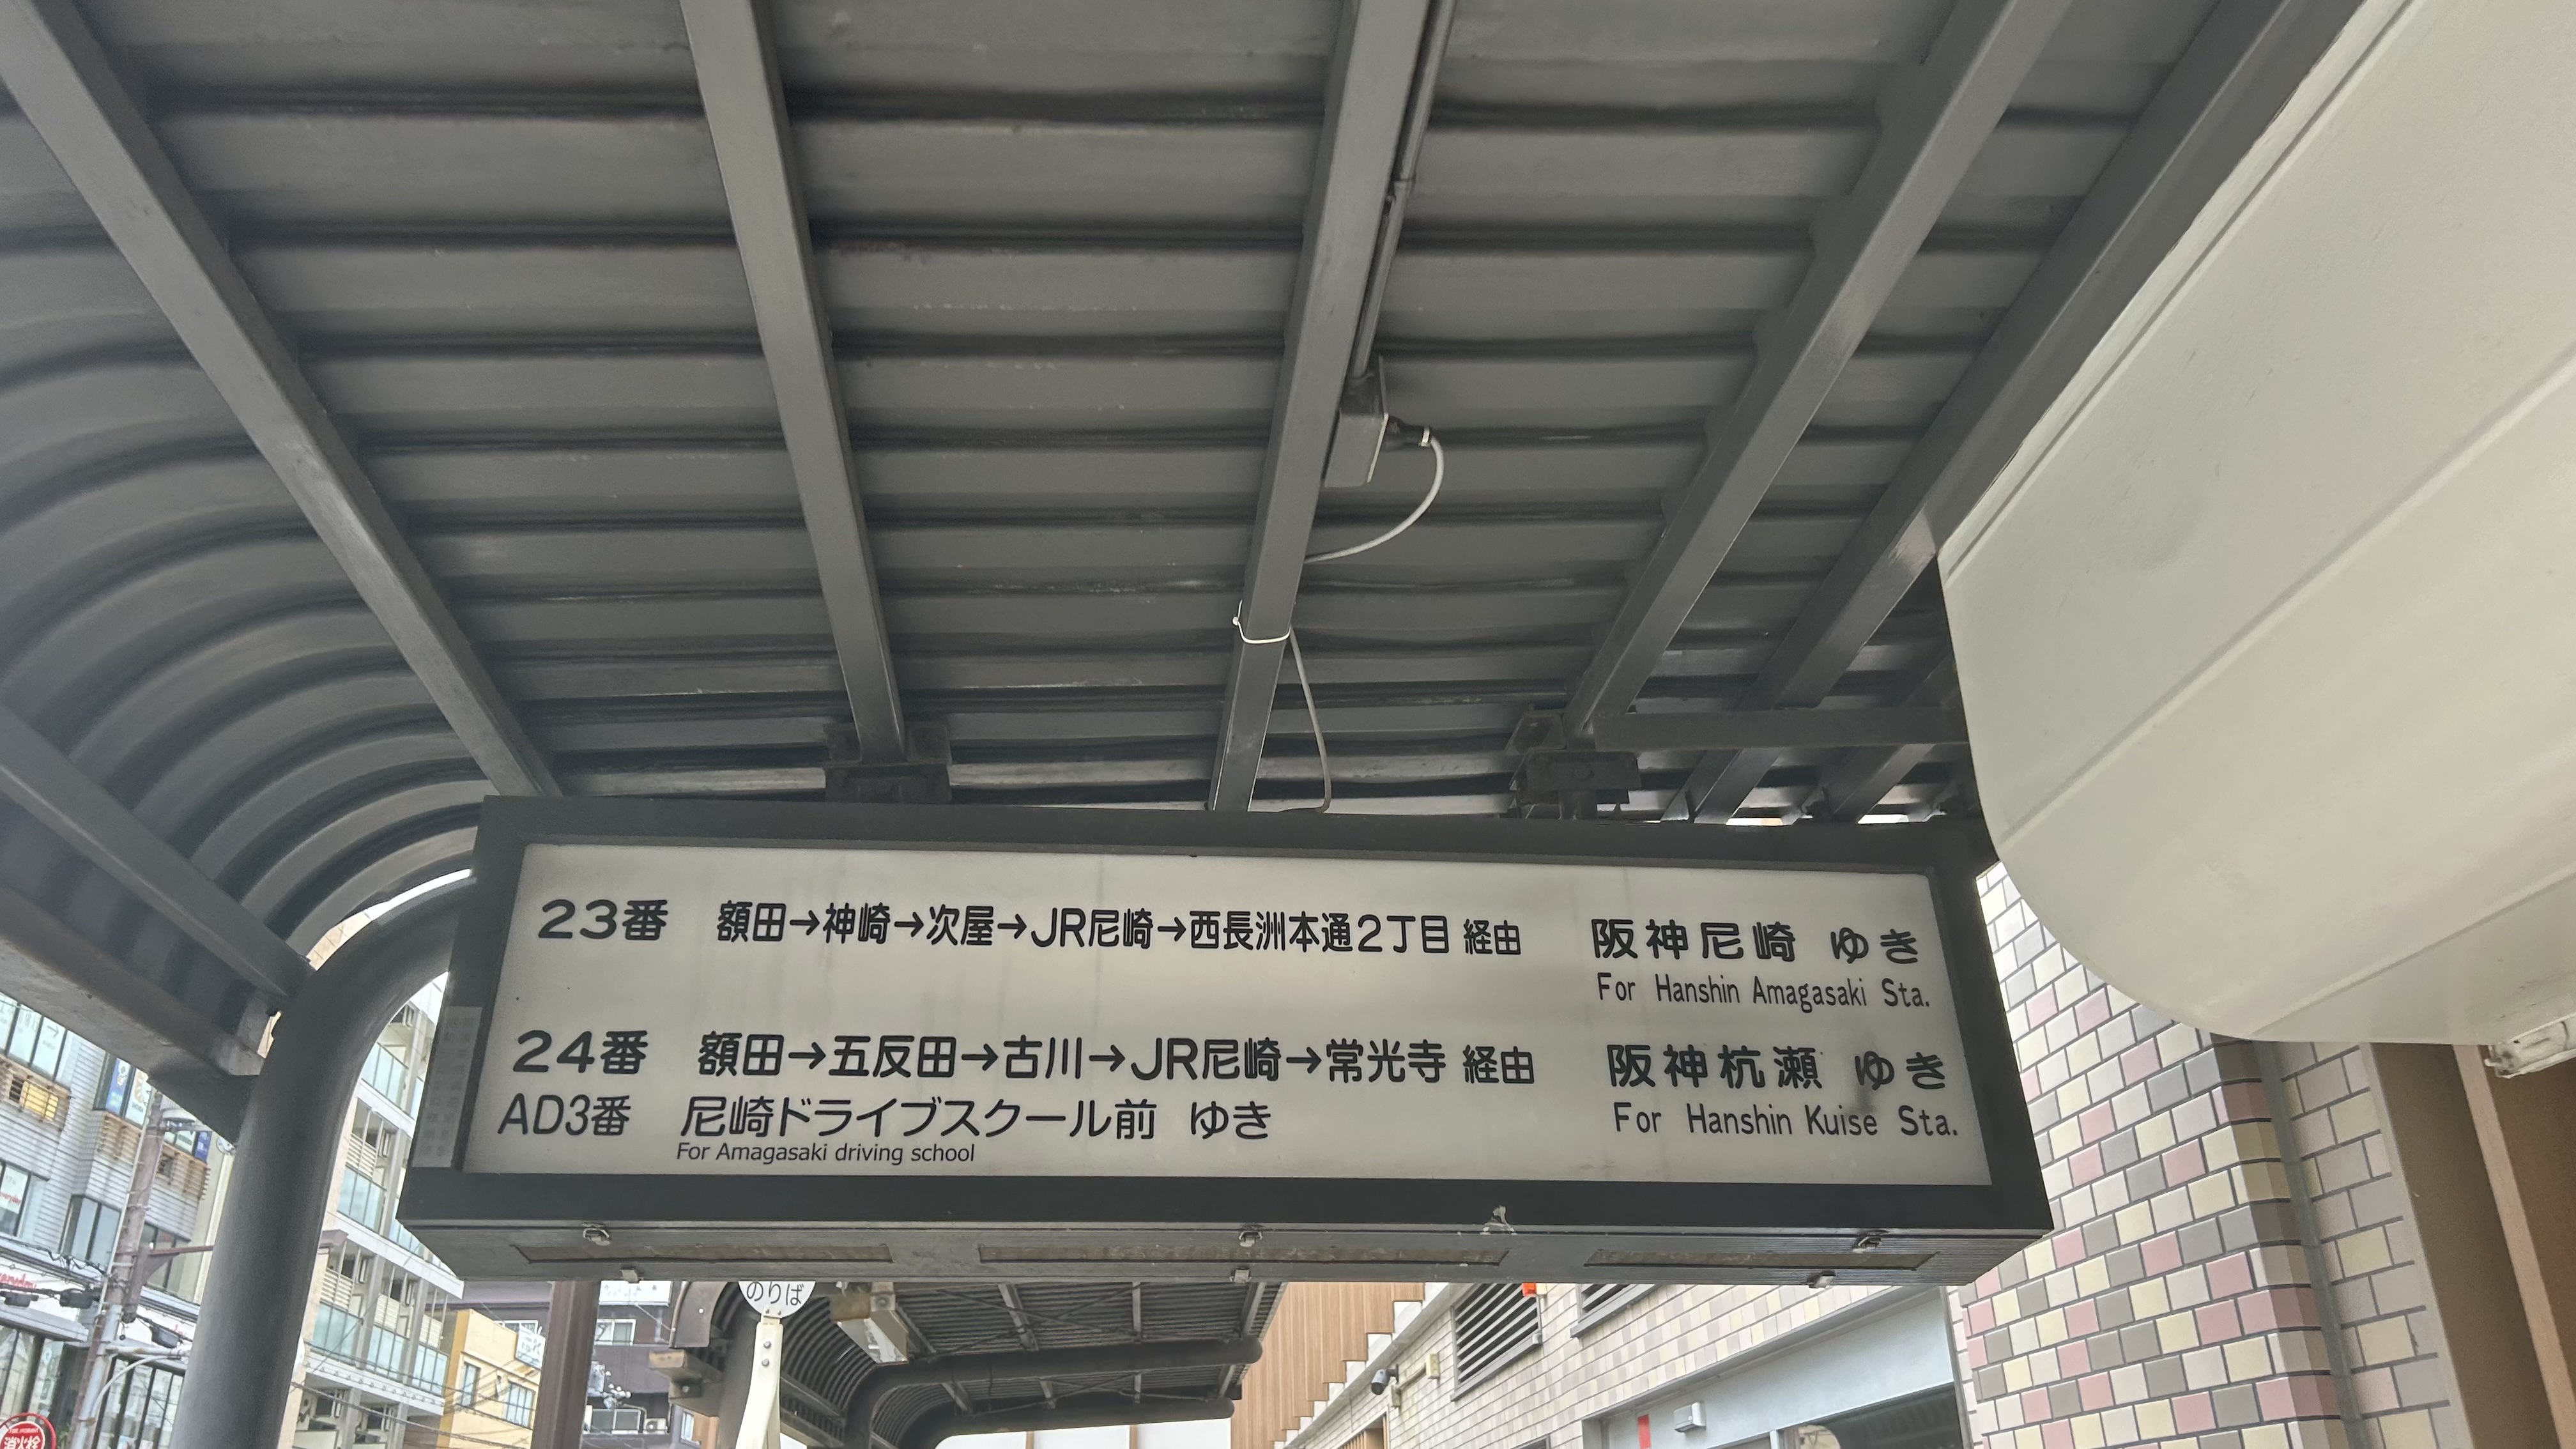 23番 額田→神崎→次屋→JR尼崎→西長洲本通2丁目 経由 阪神尼崎 ゆき
For Hanshin Amagasaki Sta.
24番 額田→五反田→古川→JR尼崎→常光寺 経由 阪神杭瀬 ゆき
For Hanshin Kuise Sta.
AD3番 尼崎ドライブスクール前 ゆき
For Amagasaki driving school
のりば
消火栓